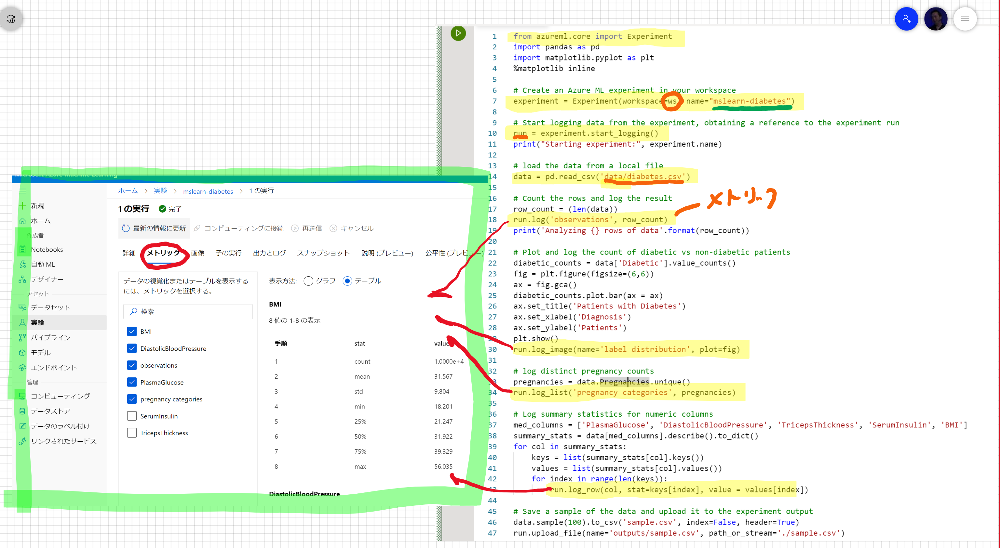 Microsoft Azure Machine Learning
新規
ホーム
作成者
Notebooks
自動 ML
デザイナー
アセット
データセット
実験
パイプライン
モデル
エンドポイント
管理
コンピューティング
データストア
データのラベル付け
リンクされたサービス
ホーム > 実験 > mslearn-diabetes > 1 の実行
1 の実行 完了
最新の情報に更新 コンピューティングに接続 再送信 キャンセル
詳細 メトリック 画像 子の実行 出力とログ スナップショット 説明 (プレビュー) 公平性 (プレビュー)
データの視覚化またはテーブルを表示する
には、メトリックを選択する。
検索
BMI
DiastolicBloodPressure
observations
PlasmaGlucose
pregnancy categories
SerumInsulin
TricepsThickness
表示方法: グラフ テーブル
BMI
8 値の 1-8 の表示
手順 stat value
1 count 1.0000e+4
2 mean 31.567
3 std 9.804
4 min 18.201
5 25% 21.247
6 50% 31.922
7 75% 39.329
8 max 56.035
DiastolicBloodPressure
1 from azureml.core import Experiment
2 import pandas as pd
3 import matplotlib.pyplot as plt
4 %matplotlib inline
5
6 # Create an Azure ML experiment in your workspace
7 experiment = Experiment(workspace=ws, name="mslearn-diabetes")
8
9 # Start logging data from the experiment, obtaining a reference to the experiment run
10 run = experiment.start_logging()
11 print("Starting experiment:", experiment.name)
12
13 # load the data from a local file
14 data = pd.read_csv('data/diabetes.csv')
15
16 # Count the rows and log the result
17 row_count = (len(data))
18 run.log('observations', row_count)
19 print('Analyzing {} rows of data'.format(row_count))
20
21 # Plot and log the count of diabetic vs non-diabetic patients
22 diabetic_counts = data['Diabetic'].value_counts()
23 fig = plt.figure(figsize=(6,6))
24 ax = fig.gca()
25 diabetic_counts.plot.bar(ax = ax)
26 ax.set_title('Patients with Diabetes')
27 ax.set_xlabel('Diagnosis')
28 ax.set_ylabel('Patients')
29 plt.show()
30 run.log_image(name='label distribution', plot=fig)
31
32 # log distinct pregnancy counts
33 pregnancies = data.Pregnancies.unique()
34 run.log_list('pregnancy categories', pregnancies)
35
36 # Log summary statistics for numeric columns
37 med_columns = ['PlasmaGlucose', 'DiastolicBloodPressure', 'TricepsThickness', 'SerumInsulin', 'BMI']
38 summary_stats = data[med_columns].describe().to_dict()
39 for col in summary_stats:
40 keys = list(summary_stats[col].keys())
41 values = list(summary_stats[col].values())
42 for index in range(len(keys)):
43 run.log_row(col, stat=keys[index], value = values[index])
44
45 # Save a sample of the data and upload it to the experiment output
46 data.sample(100).to_csv('sample.csv', index=False, header=True)
47 run.upload_file(name='outputs/sample.csv', path_or_stream='./sample.csv')
メトリック